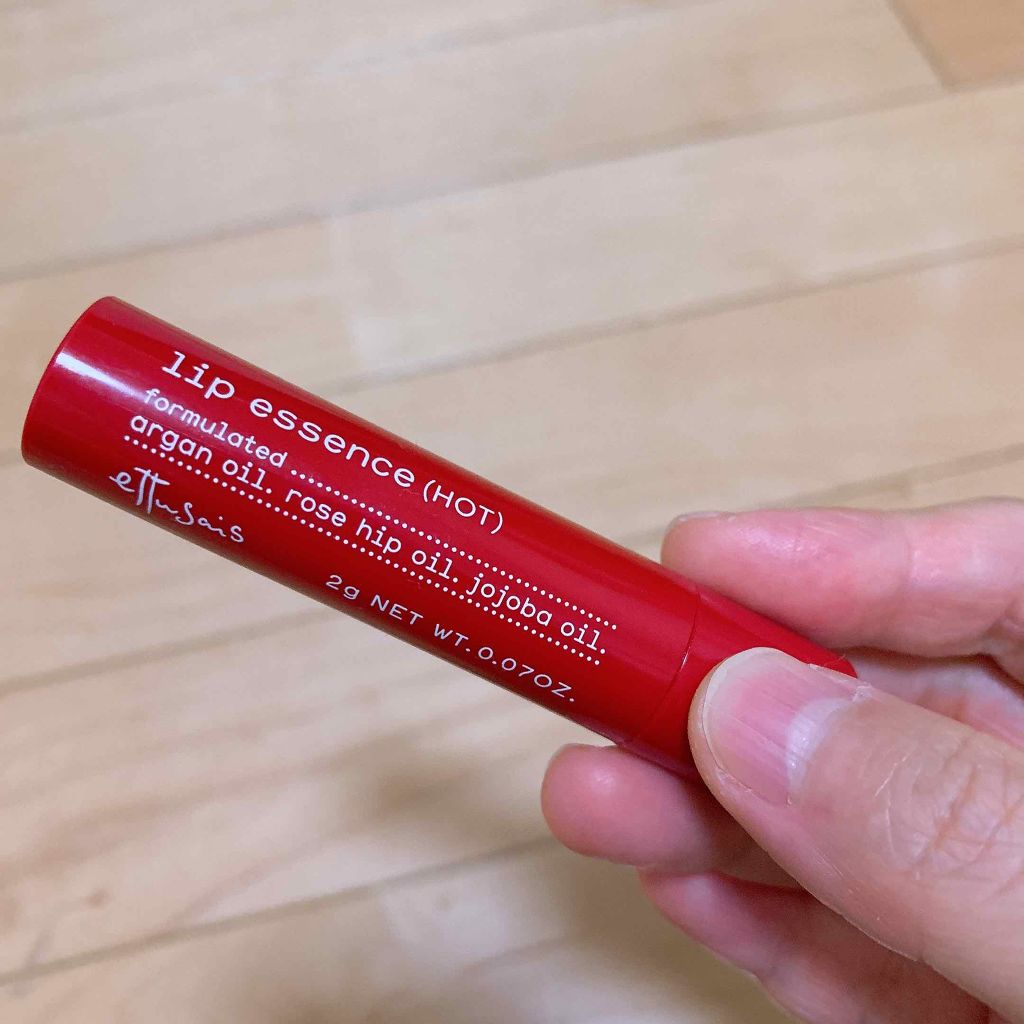 lip essence (HOT)
formulated
argan oil. rose hip oil. jojoba oil.
ettusais
2g NET WT.0.07OZ.